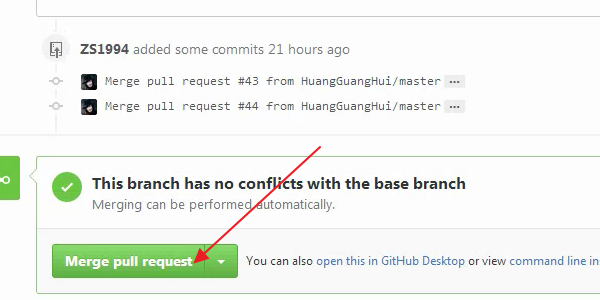 ZS1994 added some commits 21 hours ago
Merge pull request #43 from HuangGuangHui/master ...
Merge pull request #44 from HuangGuangHui/master ...
This branch has no conflicts with the base branch
Merging can be performed automatically.
Merge pull request You can also open this in GitHub Desktop or view command line ins